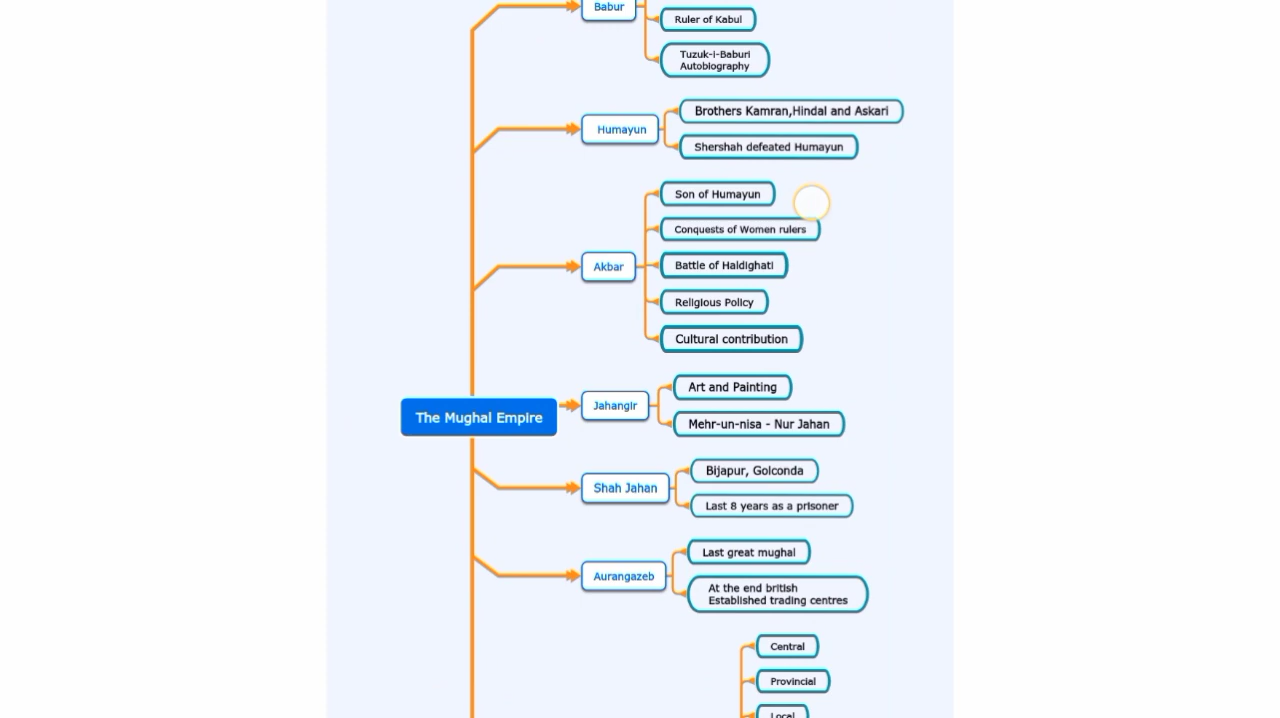 Babur
Ruler of Kabul
Tuzuk-i-Baburi
Autobiography
Humayun
Brothers Kamran,Hindal and Askari
Shershah defeated Humayun
Akbar
Son of Humayun
Conquests of Women rulers
Battle of Haldighati
Religious Policy
Cultural contribution
The Mughal Empire
Jahangir
Art and Painting
Mehr-un-nisa - Nur Jahan
Shah Jahan
Bijapur, Golconda
Last 8 years as a prisoner
Aurangazeb
Last great mughal
At the end british
Established trading centres
Central
Provincial
Local